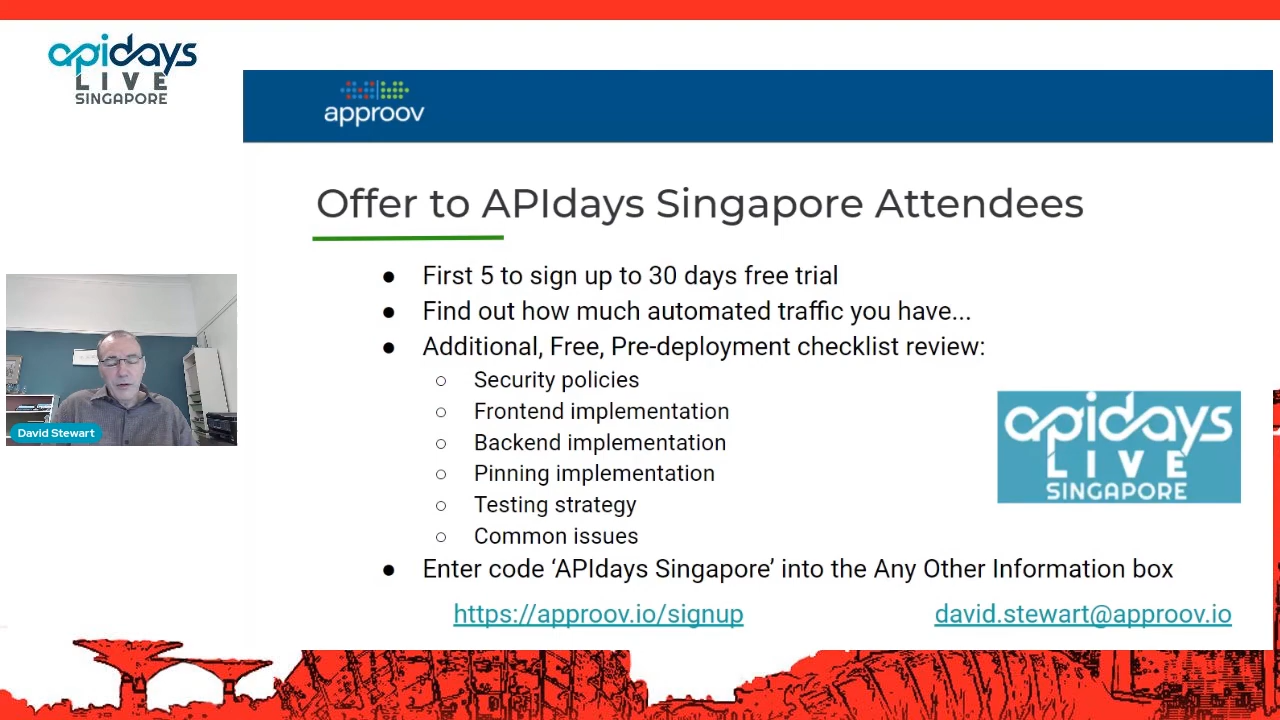 apidays
LIVE
SINGAPORE
approov
Offer to APIdays Singapore Attendees
● First 5 to sign up to 30 days free trial
● Find out how much automated traffic you have...
● Additional, Free, Pre-deployment checklist review:
○ Security policies
○ Frontend implementation
○ Backend implementation
○ Pinning implementation
○ Testing strategy
○ Common issues
● Enter code ‘APIdays Singapore’ into the Any Other Information box
https://approov.io/signup
david.stewart@approov.io
apidays
LIVE
SINGAPORE
David Stewart